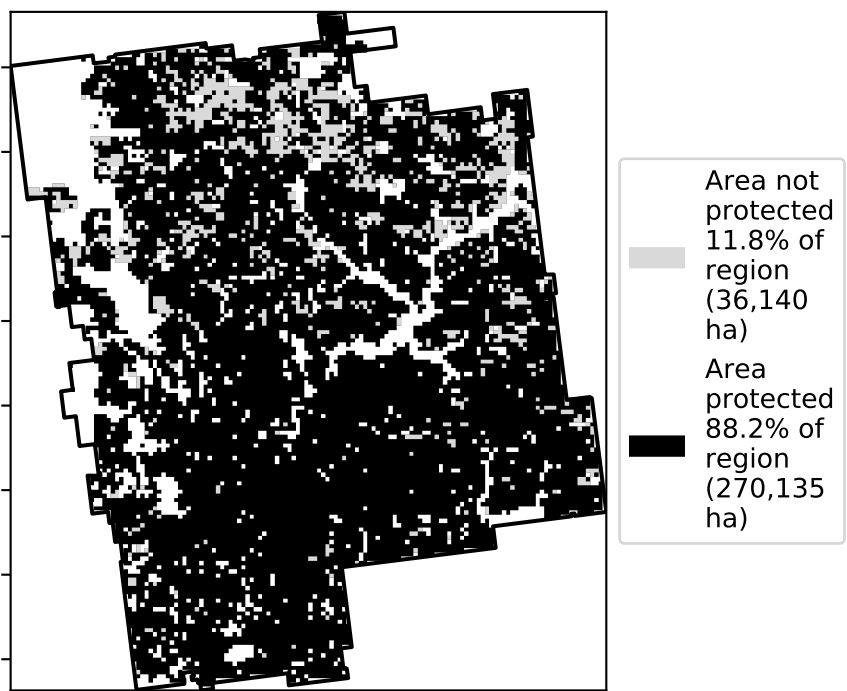 Area not
protected
11.8% of
region
(36,140
ha)
Area
protected
88.2% of
region
(270,135
ha)